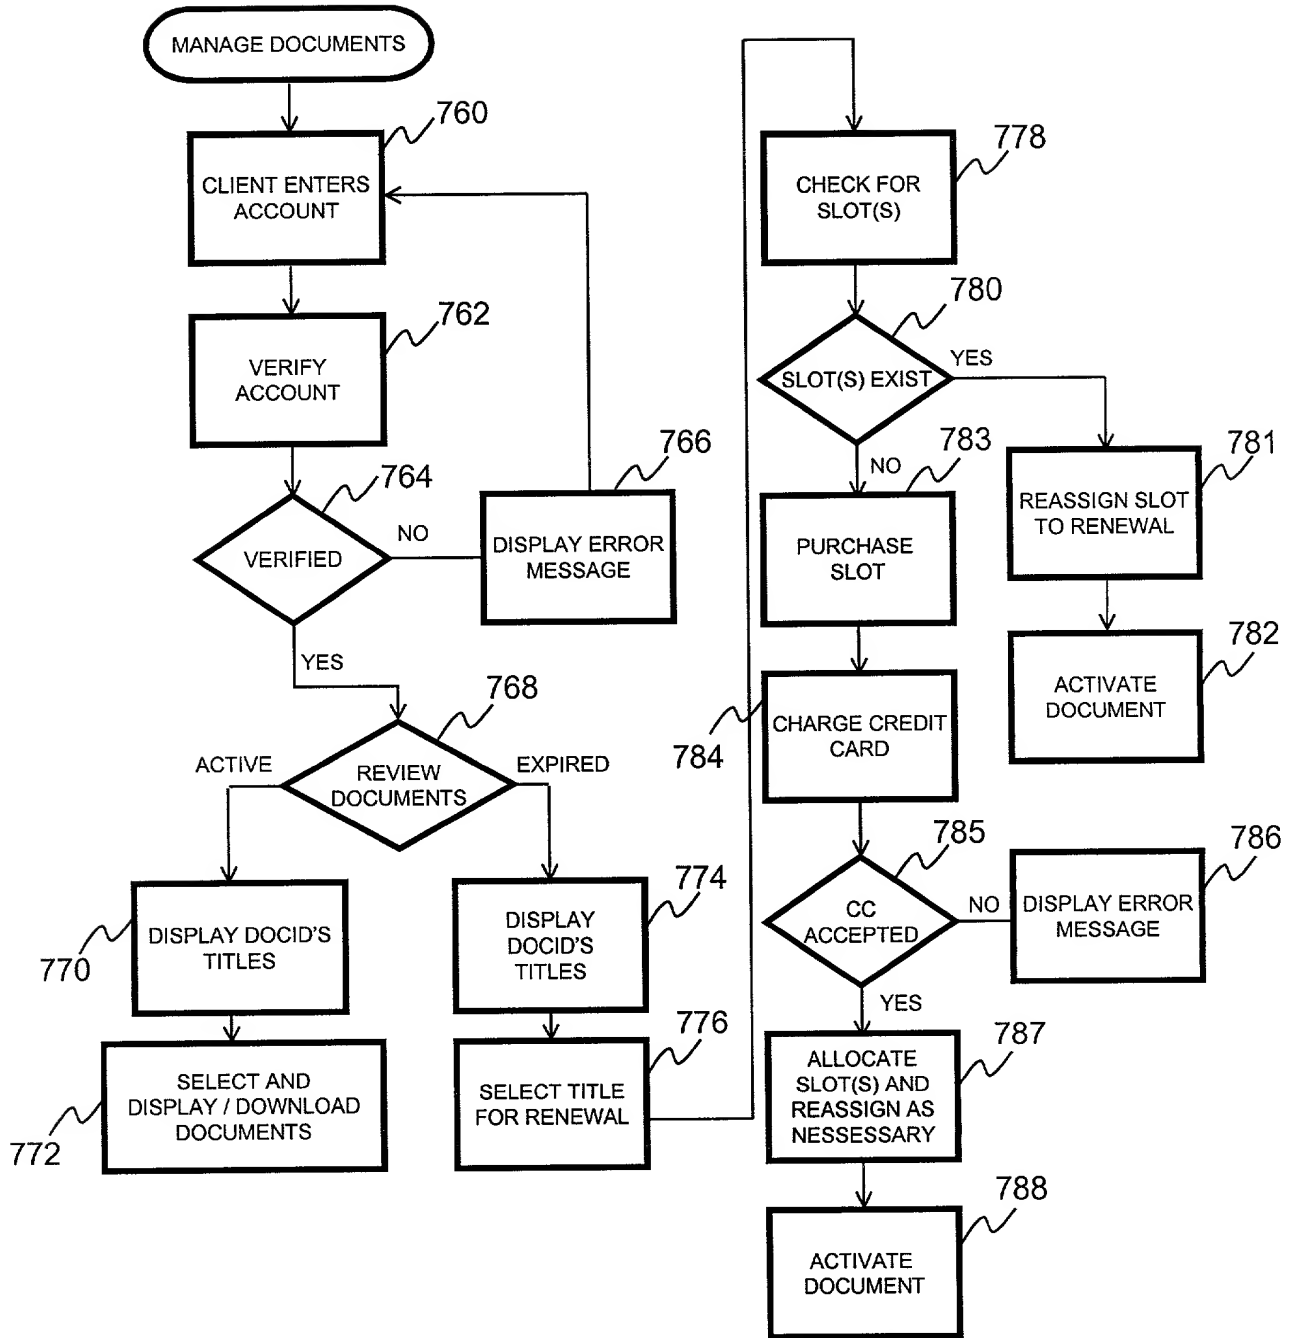 MANAGE DOCUMENTS
760
CLIENT ENTERS
ACCOUNT
762
VERIFY
ACCOUNT
764
VERIFIED
NO
766
DISPLAY ERROR
MESSAGE
YES
768
REVIEW
DOCUMENTS
ACTIVE
EXPIRED
770
DISPLAY DOCID'S
TITLES
772
SELECT AND
DISPLAY / DOWNLOAD
DOCUMENTS
774
DISPLAY
DOCID'S
TITLES
776
SELECT TITLE
FOR RENEWAL
778
CHECK FOR
SLOT(S)
780
SLOT(S) EXIST
YES
781
REASSIGN SLOT
TO RENEWAL
782
ACTIVATE
DOCUMENT
NO
783
PURCHASE
SLOT
784
CHARGE CREDIT
CARD
785
CC
ACCEPTED
NO
786
DISPLAY ERROR
MESSAGE
YES
787
ALLOCATE
SLOT(S) AND
REASSIGN AS
NESSESSARY
788
ACTIVATE
DOCUMENT